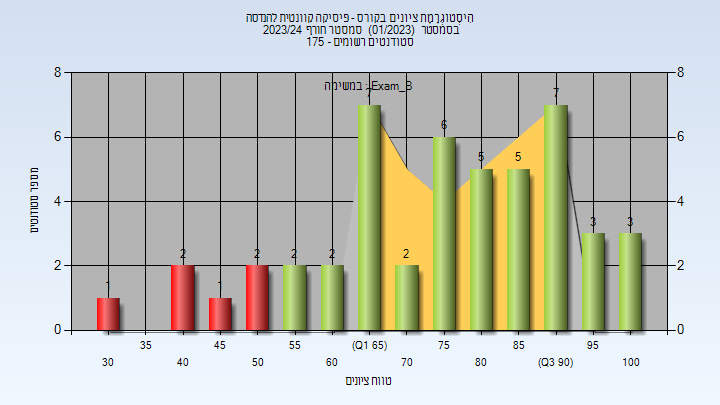 הִיסטוֹגרַמַת ציונים בקורס - פיסיקה קוונטית להנדסה
בסמסטר (01/2023) סמסטר חורף 2023/24
סטודנטים רשומים - 175
במשימה : Exam_B
מספר סטודנטים
8 8
6 6
4 4
2 2
0 0
1 2 1 2 2 2 7 2 6 5 5 7 3 3
35 45 55 (Q1 65) 75 85 95
30 40 50 60 70 80 (Q3 90) 100
טווח ציונים